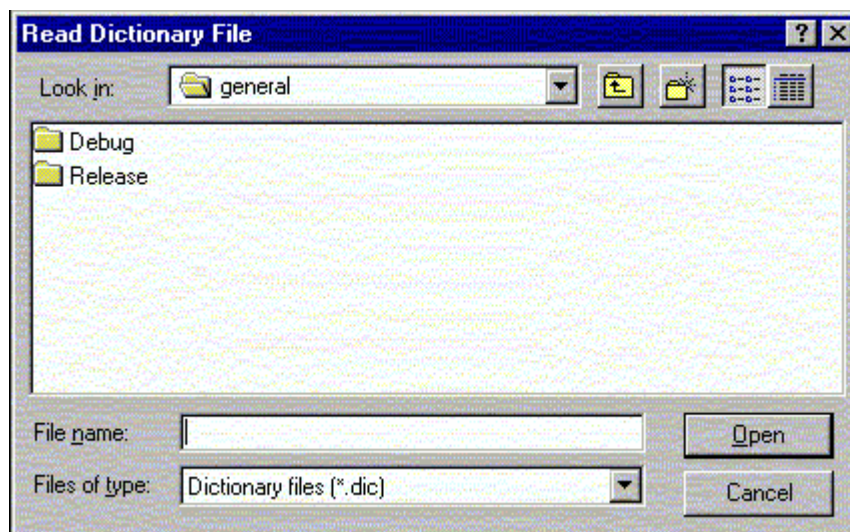 Read Dictionary File
Look in: general
Debug
Release
File name: Open
Files of type: Dictionary files (*.dic) Cancel